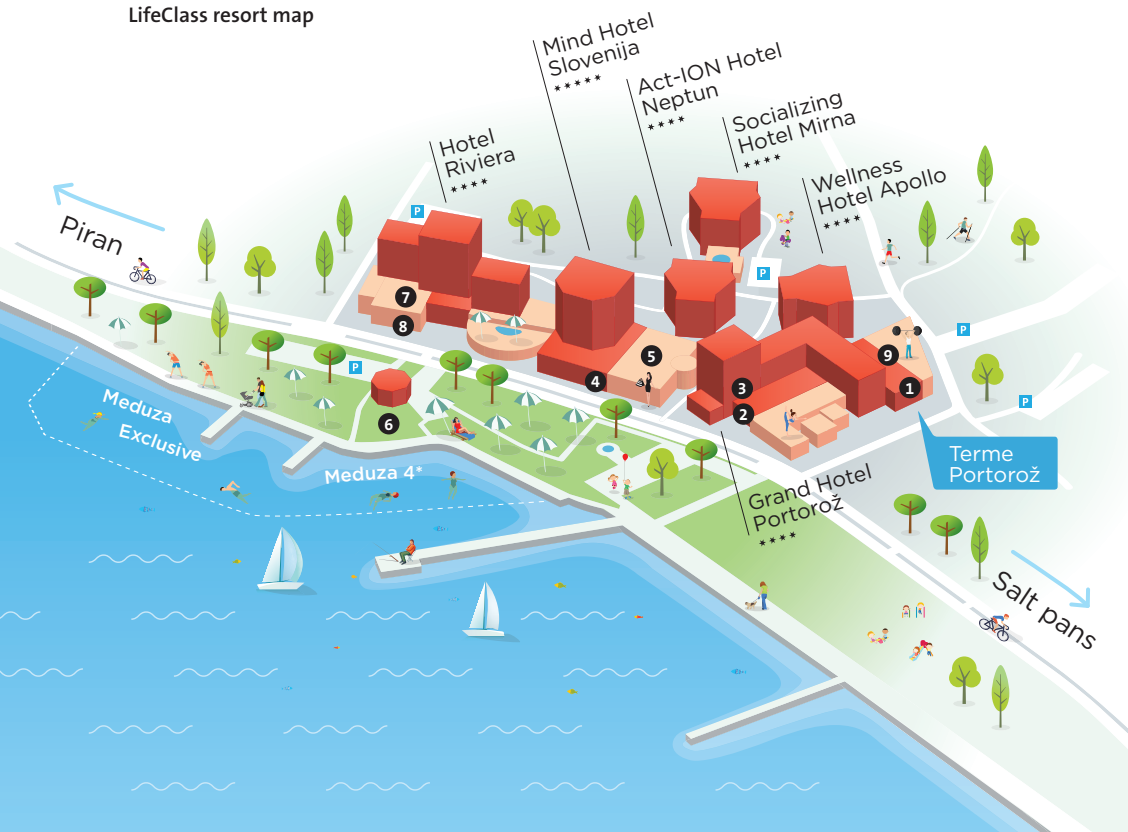 LifeClass resort map
Mind Hotel
Slovenija
*****
Act-ION Hotel
Neptun
****
Socializing
Hotel Mirna
****
Hotel
Riviera
****
Wellness
Hotel Apollo
****
Piran
P
P
P
P
P
7
8
5
4
3
2
9
1
6
Meduza
Exclusive
Meduza 4*
Terme
Portorož
Grand Hotel
Portorož
****
Salt pans